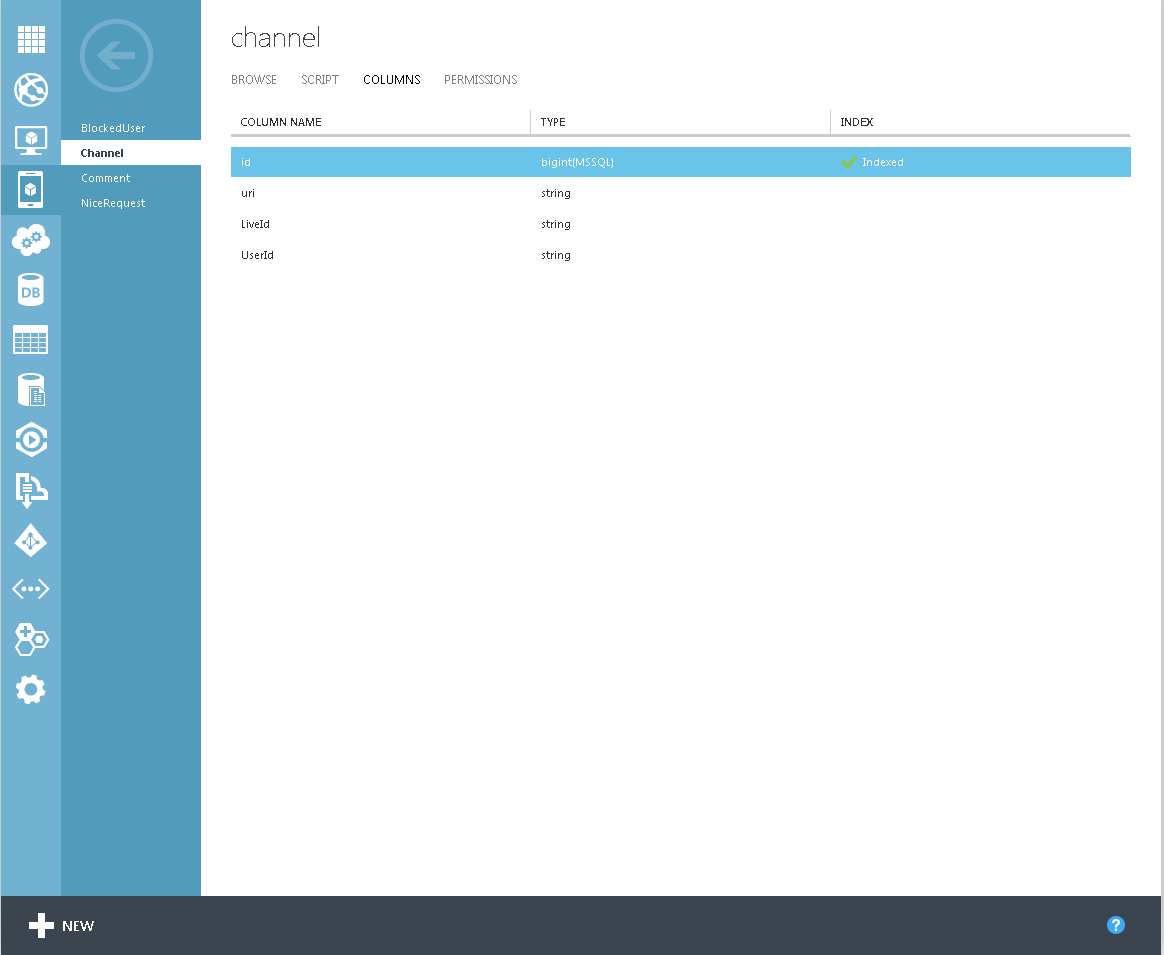 channel
BROWSE SCRIPT COLUMNS PERMISSIONS
BlockedUser
Channel
Comment
NiceRequest
COLUMN NAME TYPE INDEX
id bigint(MSSQL) Indexed
uri string
LiveId string
UserId string
DB
NEW ?